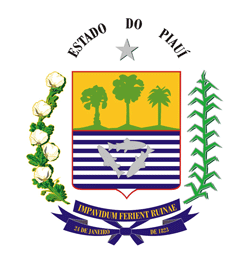 ESTADO DO PIAUÍ
IMPAVIDUM FERIENT RUINAE
24 DE JANEIRO DE 1823